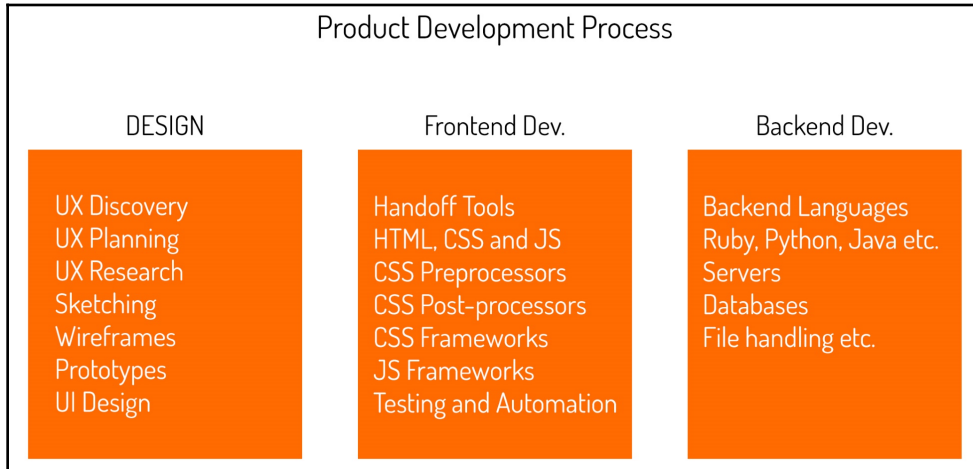 Product Development Process
DESIGN
UX Discovery
UX Planning
UX Research
Sketching
Wireframes
Prototypes
UI Design
Frontend Dev.
Handoff Tools
HTML, CSS and JS
CSS Preprocessors
CSS Post-processors
CSS Frameworks
JS Frameworks
Testing and Automation
Backend Dev.
Backend Languages
Ruby, Python, Java etc.
Servers
Databases
File handling etc.